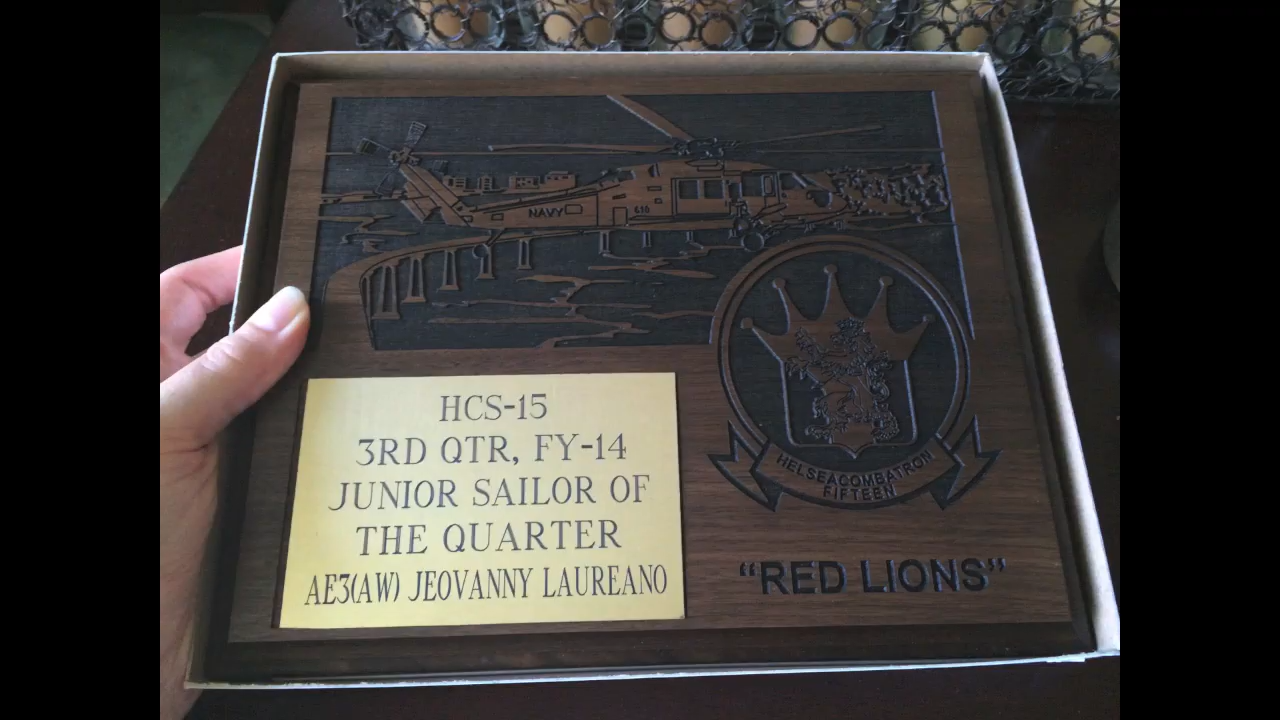 NAVY
616
HCS-15
3RD QTR, FY-14
JUNIOR SAILOR OF
THE QUARTER
AE3(AW) JEOVANNY LAUREANO
HELSEACOMBATRON
FIFTEEN
“RED LIONS”